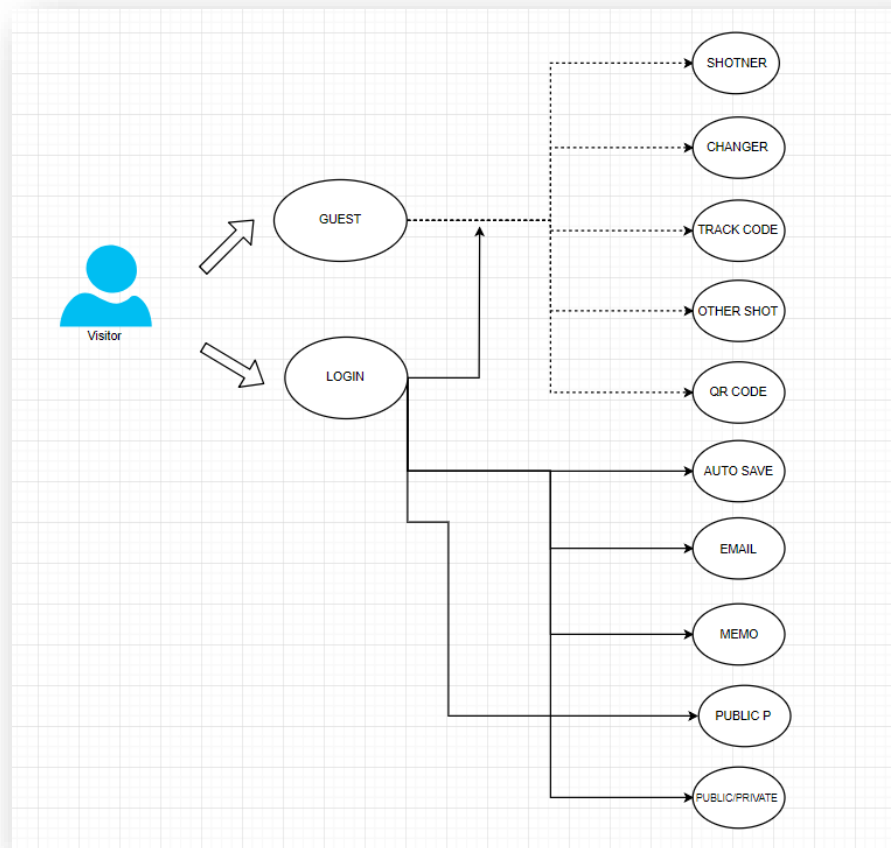 SHOTNER
CHANGER
GUEST
TRACK CODE
OTHER SHOT
Visitor
LOGIN
QR CODE
AUTO SAVE
EMAIL
MEMO
PUBLIC P
PUBLIC/PRIVATE